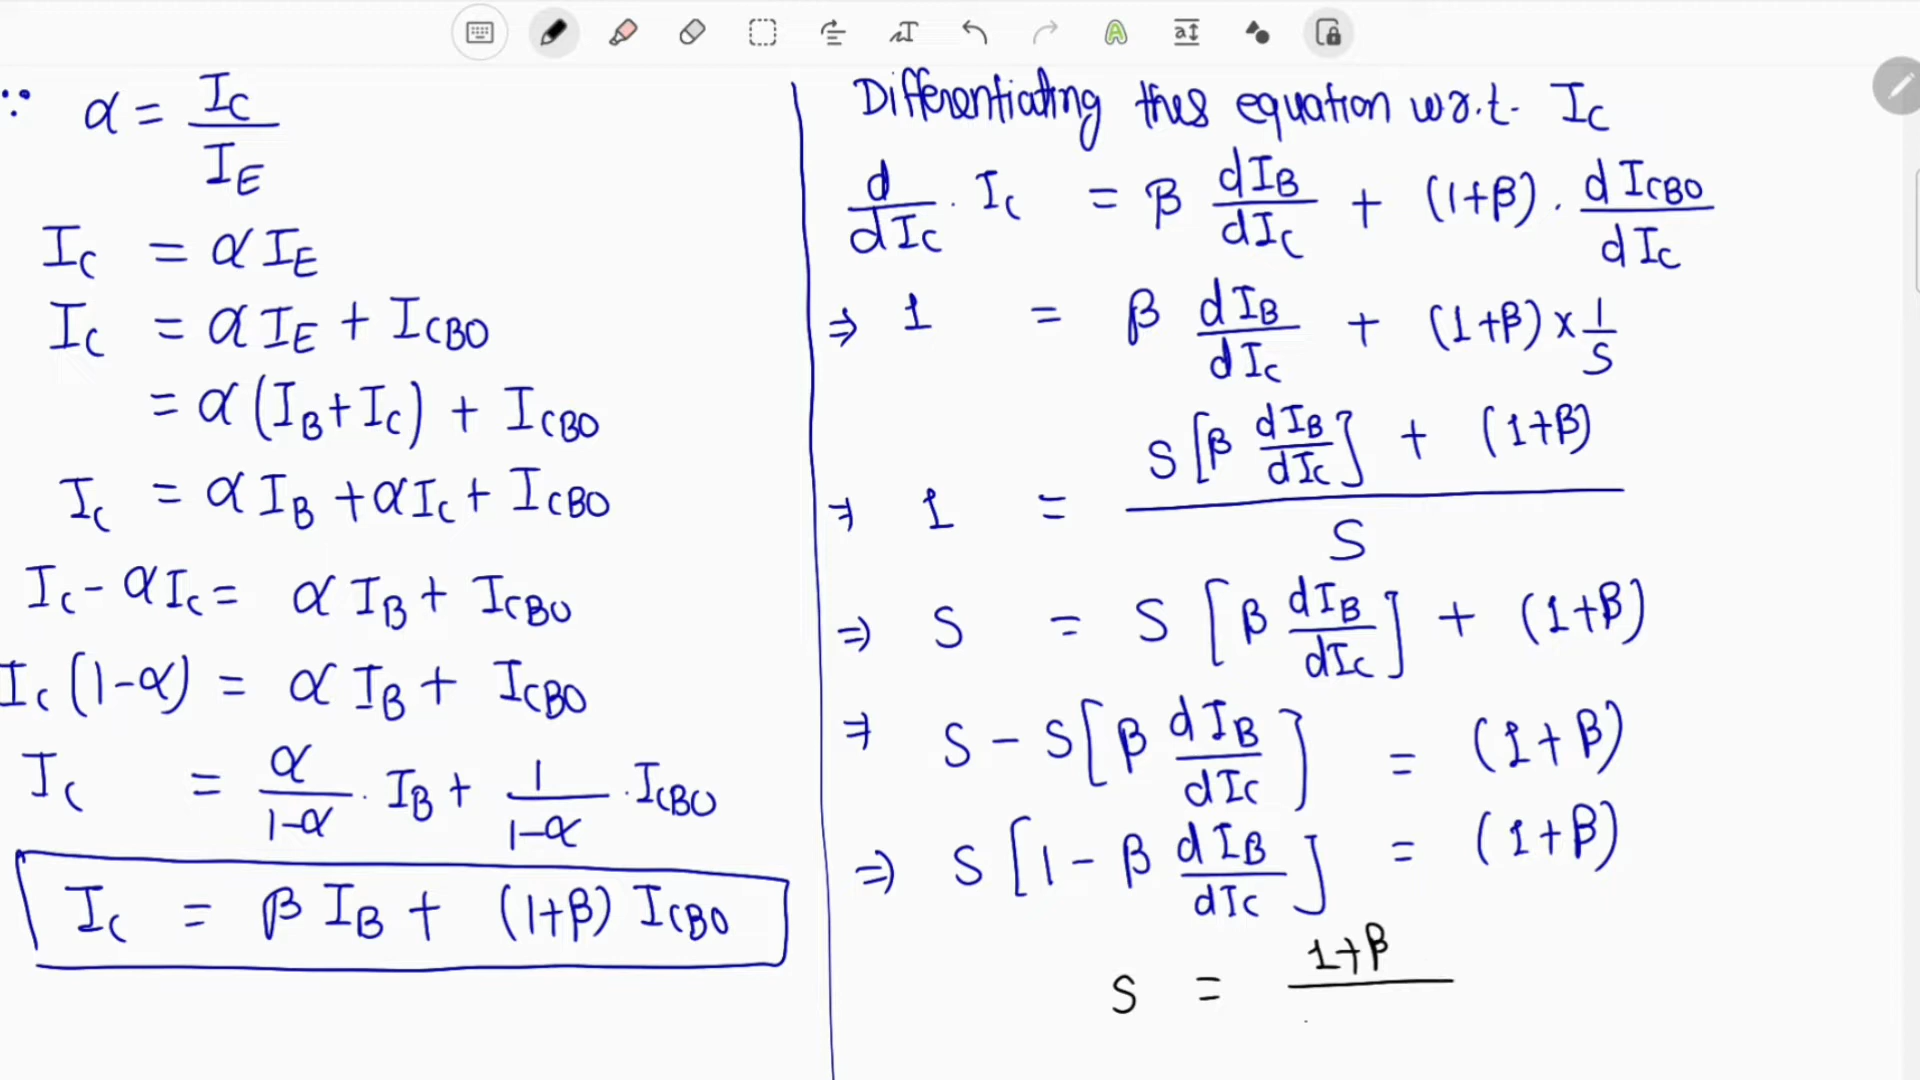 ∵ α = I_C / I_E
I_C = α I_E
I_C = α I_E + I_CBO
= α (I_B + I_C) + I_CBO
I_C = α I_B + α I_C + I_CBO
I_C - α I_C = α I_B + I_CBO
I_C (1-α) = α I_B + I_CBO
I_C = α/(1-α) · I_B + 1/(1-α) · I_CBO
I_C = β I_B + (1+β) I_CBO
Differentiating this equation w.r.t. I_C
d/dI_C · I_C = β dI_B/dI_C + (1+β) · dI_CBO/dI_C
⇒ 1 = β dI_B/dI_C + (1+β) × 1/S
⇒ 1 = (S [β dI_B/dI_C] + (1+β)) / S
⇒ S = S [β dI_B/dI_C] + (1+β)
⇒ S - S [β dI_B/dI_C] = (1+β)
⇒ S [1 - β dI_B/dI_C] = (1+β)
S = 1+β /